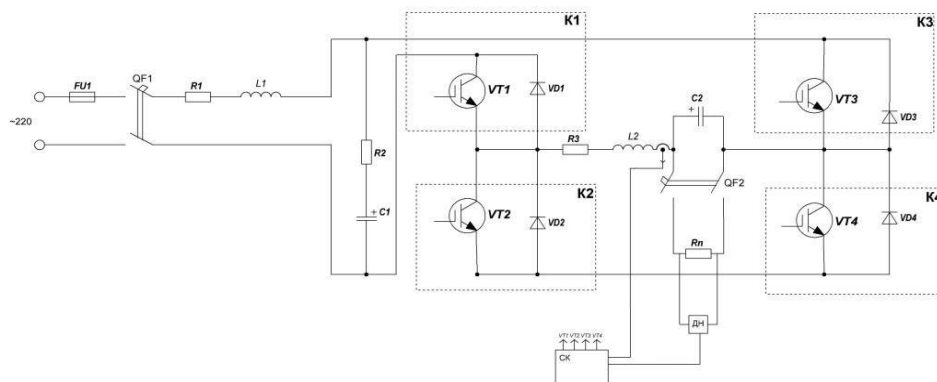 K1
K3
FU1
QF1
R1
L1
~220
VT1
VD1
C2
VT3
VD3
R2
R3
L2
+
C1
+
QF2
K2
K4
VT2
VD2
Rn
VT4
VD4
ДН
VT1 VT2 VT3 VT4
СК